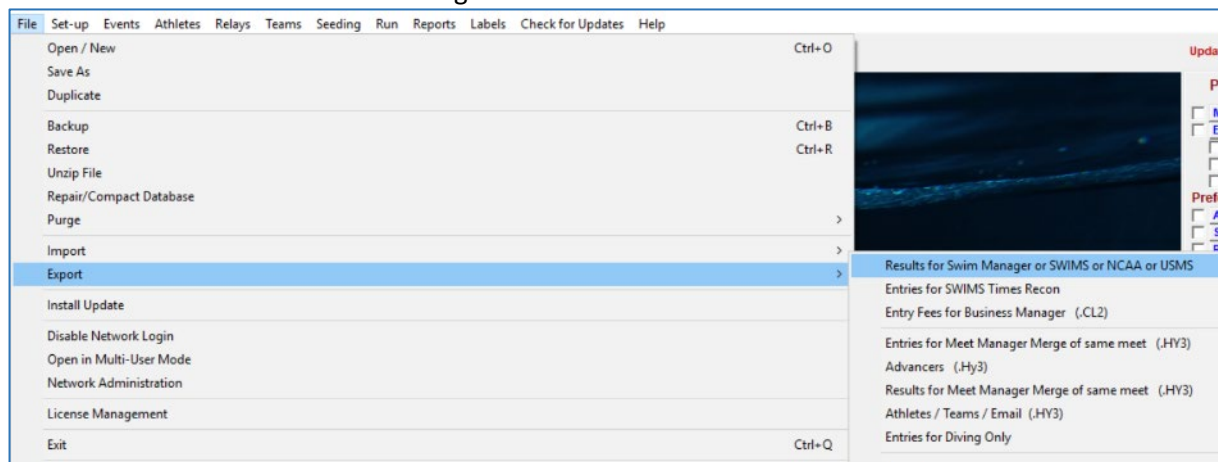 File Set-up Events Athletes Relays Teams Seeding Run Reports Labels Check for Updates Help
Open / New Ctrl+O
Save As
Duplicate
Backup Ctrl+B
Restore Ctrl+R
Unzip File
Repair/Compact Database
Purge >
Import >
Export >
Install Update
Disable Network Login
Open in Multi-User Mode
Network Administration
License Management
Exit Ctrl+Q
Results for Swim Manager or SWIMS or NCAA or USMS
Entries for SWIMS Times Recon
Entry Fees for Business Manager (.CL2)
Entries for Meet Manager Merge of same meet (.HY3)
Advancers (.Hy3)
Results for Meet Manager Merge of same meet (.HY3)
Athletes / Teams / Email (.HY3)
Entries for Diving Only
Upda
P
Pref